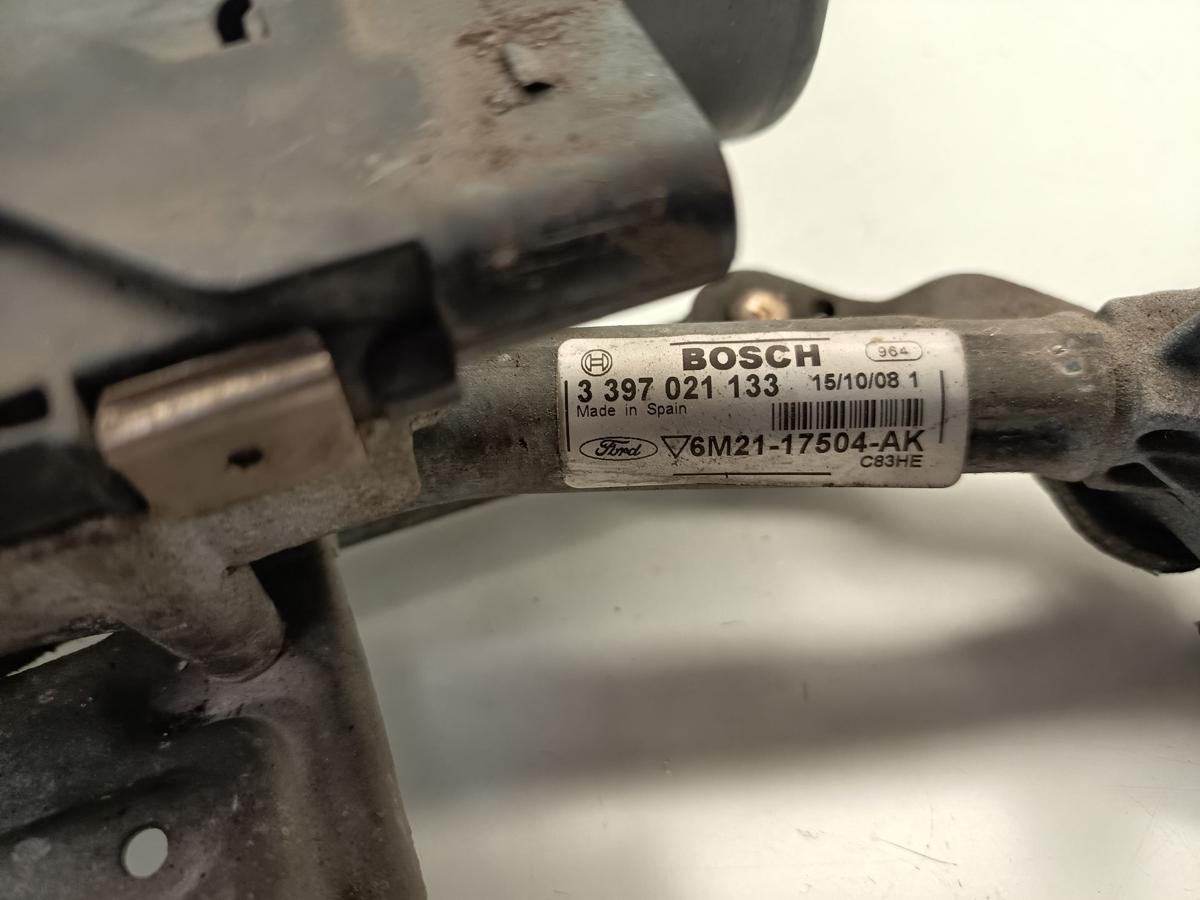 BOSCH 964
3 397 021 133 15/10/08 1
Made in Spain
Ford 6M21-17504-AK
C83HE